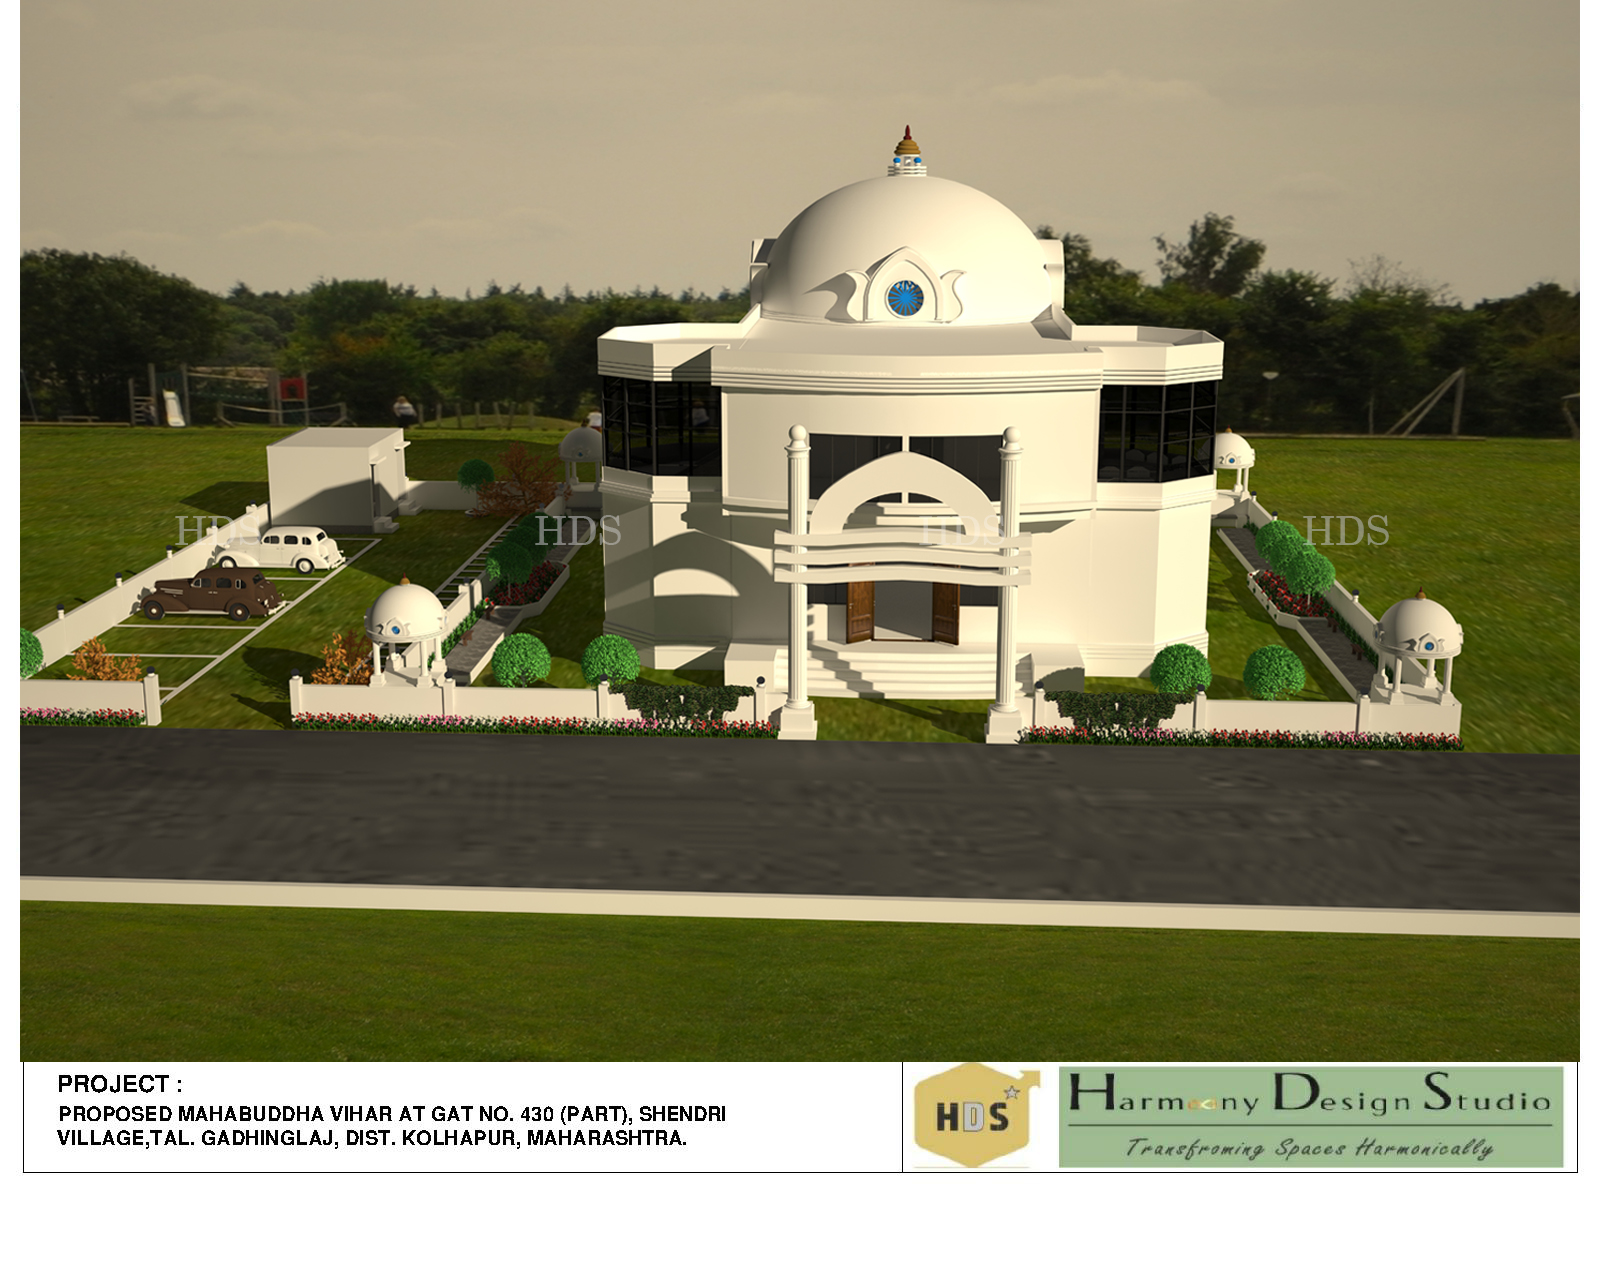 HDS HDS HDS HDS
PROJECT :
PROPOSED MAHABUDDHA VIHAR AT GAT NO. 430 (PART), SHENDRI
VILLAGE,TAL. GADHINGLAJ, DIST. KOLHAPUR, MAHARASHTRA.
HDS
Harmony Design Studio
Transfroming Spaces Harmonically